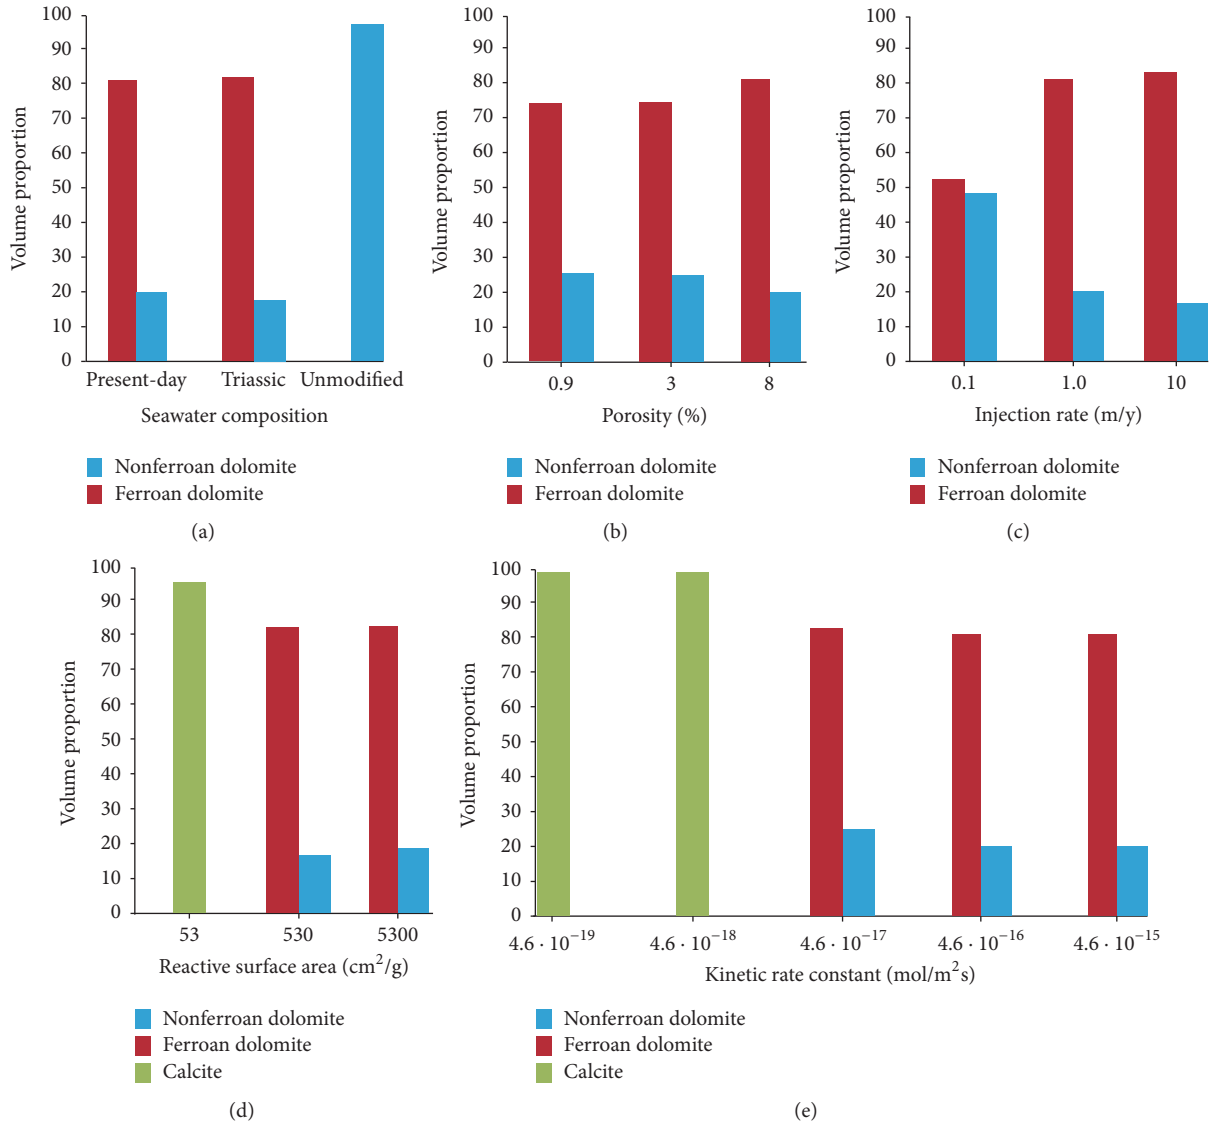 100
90
80
70
60
50
40
30
20
10
0
Volume proportion
Present-day Triassic Unmodified
Seawater composition
Nonferroan dolomite
Ferroan dolomite
(a)
100
90
80
70
60
50
40
30
20
10
0
Volume proportion
0.9 3 8
Porosity (%)
Nonferroan dolomite
Ferroan dolomite
(b)
100
90
80
70
60
50
40
30
20
10
0
Volume proportion
0.1 1.0 10
Injection rate (m/y)
Nonferroan dolomite
Ferroan dolomite
(c)
100
90
80
70
60
50
40
30
20
10
0
Volume proportion
53 530 5300
Reactive surface area (cm²/g)
Nonferroan dolomite
Ferroan dolomite
Calcite
(d)
100
90
80
70
60
50
40
30
20
10
0
Volume proportion
4.6 · 10⁻¹⁹ 4.6 · 10⁻¹⁸ 4.6 · 10⁻¹⁷ 4.6 · 10⁻¹⁶ 4.6 · 10⁻¹⁵
Kinetic rate constant (mol/m²s)
Nonferroan dolomite
Ferroan dolomite
Calcite
(e)